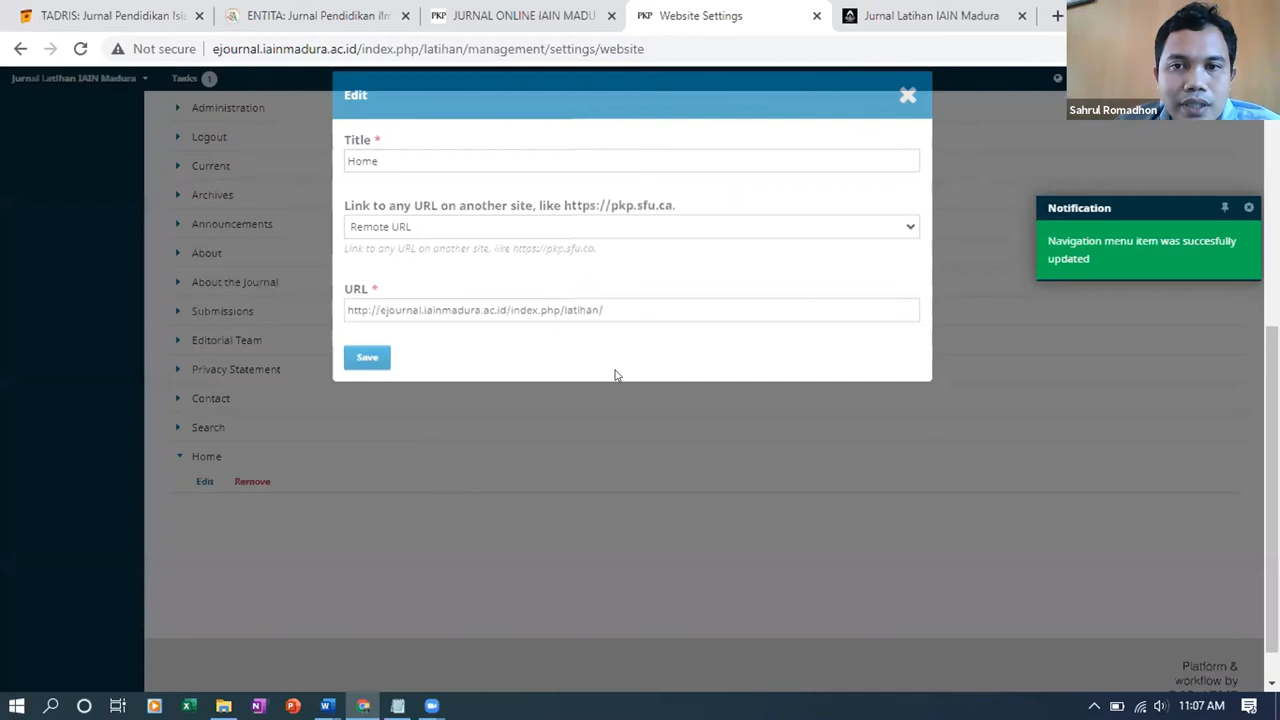 TADRIS: Jurnal Pendidikan Isla
ENTITA: Jurnal Pendidikan Ilm
PKP JURNAL ONLINE IAIN MADU
PKP Website Settings
Jurnal Latihan IAIN Madura
Not secure
ejournal.iainmadura.ac.id/index.php/latihan/management/settings/website
Sahrul Romadhon
Jurnal Latihan IAIN Madura
Tasks 1
Administration
Logout
Current
Archives
Announcements
About
About the Journal
Submissions
Editorial Team
Privacy Statement
Contact
Search
Home
Edit Remove
Edit
Title *
Home
Link to any URL on another site, like https://pkp.sfu.ca.
Remote URL
Link to any URL on another site, like https://pkp.sfu.ca.
URL *
http://ejournal.iainmadura.ac.id/index.php/latihan/
Save
Notification
Navigation menu item was succesfully
updated
Platform &
workflow by
11:07 AM